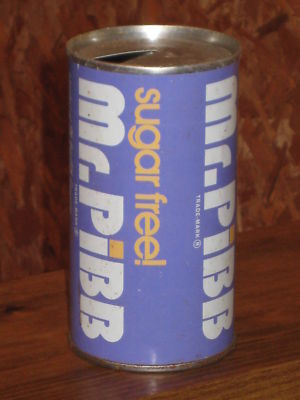 Mr. PiBB
sugar free!
TRADE-MARK ®
Mr. PiBB